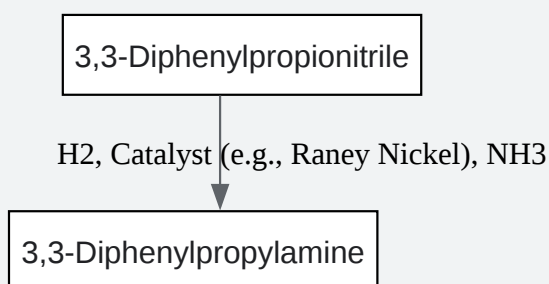 3,3-Diphenylpropionitrile
H2, Catalyst (e.g., Raney Nickel), NH3
3,3-Diphenylpropylamine